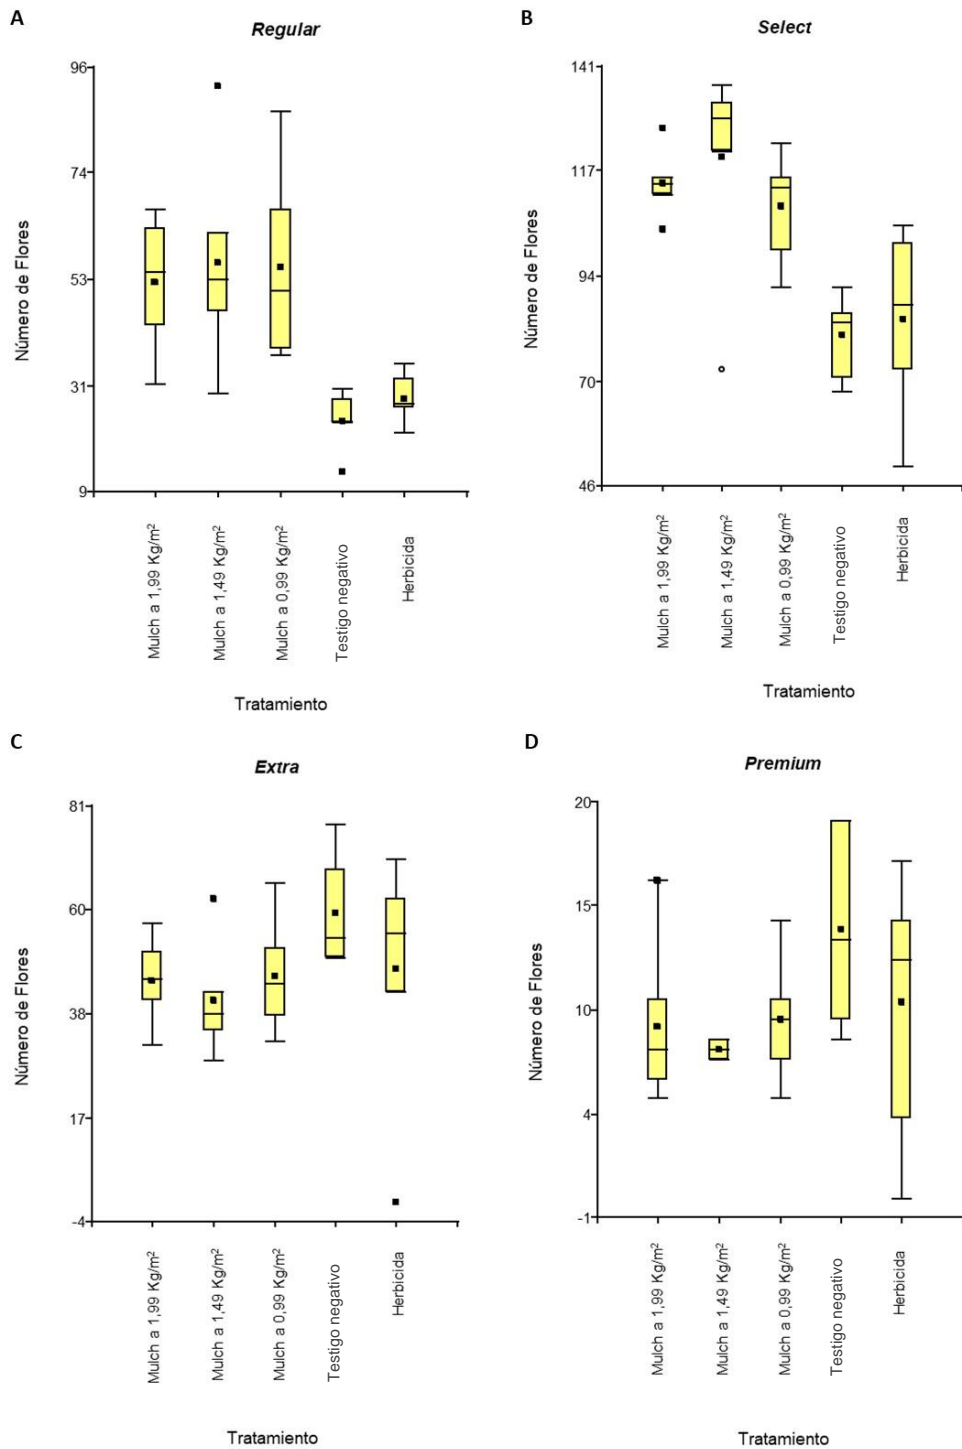 A
Regular
Número de Flores
96
74
53
31
9
Mulch a 1,99 Kg/m²
Mulch a 1,49 Kg/m²
Mulch a 0,99 Kg/m²
Testigo negativo
Herbicida
Tratamiento
B
Select
Número de Flores
141
117
94
70
46
Mulch a 1,99 Kg/m²
Mulch a 1,49 Kg/m²
Mulch a 0,99 Kg/m²
Testigo negativo
Herbicida
Tratamiento
C
Extra
Número de Flores
81
60
38
17
-4
Mulch a 1,99 Kg/m²
Mulch a 1,49 Kg/m²
Mulch a 0,99 Kg/m²
Testigo negativo
Herbicida
Tratamiento
D
Premium
Número de Flores
20
15
10
4
-1
Mulch a 1,99 Kg/m²
Mulch a 1,49 Kg/m²
Mulch a 0,99 Kg/m²
Testigo negativo
Herbicida
Tratamiento